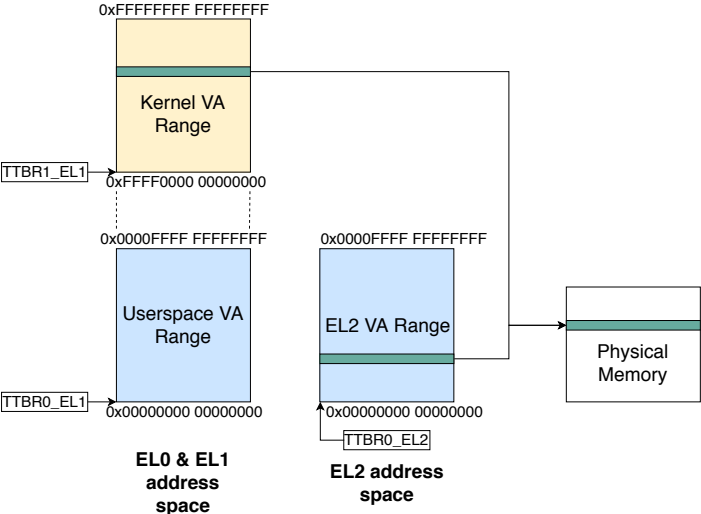 0xFFFFFFFF FFFFFFFF
Kernel VA
Range
TTBR1_EL1
0xFFFF0000 00000000
0x0000FFFF FFFFFFFF
0x0000FFFF FFFFFFFF
Userspace VA
Range
EL2 VA Range
Physical
Memory
TTBR0_EL1
0x00000000 00000000
0x00000000 00000000
TTBR0_EL2
EL0 & EL1
address
space
EL2 address
space